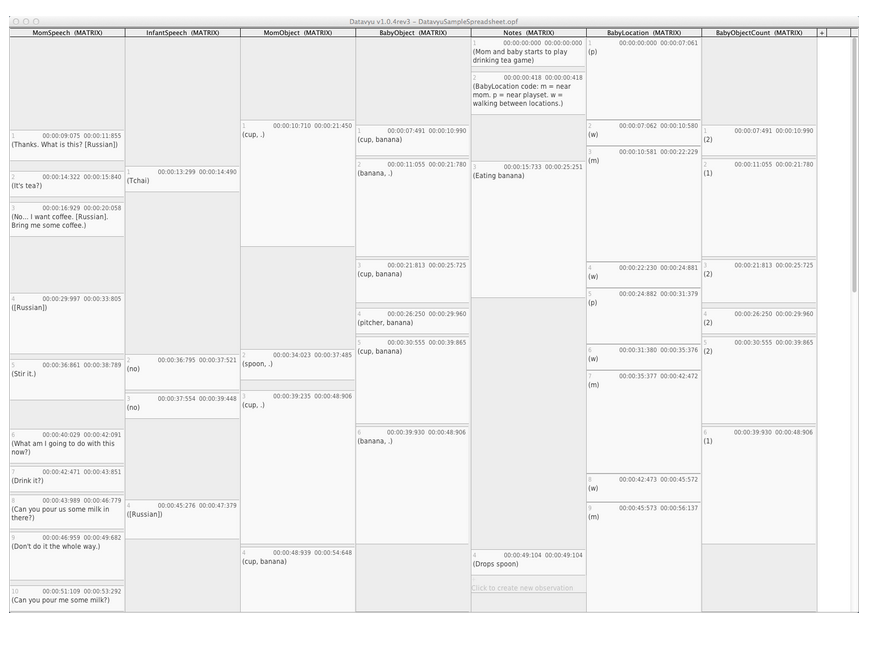 Datavyu v1.0.4rev3 – DatavyuSampleSpreadsheet.opf
MomSpeech (MATRIX)
1 00:00:09:075 00:00:11:855
(Thanks. What is this? [Russian])
2 00:00:14:322 00:00:15:840
(It's tea?)
3 00:00:16:929 00:00:20:058
(No... I want coffee. [Russian].
Bring me some coffee.)
4 00:00:29:997 00:00:33:805
([Russian])
5 00:00:36:861 00:00:38:789
(Stir it.)
6 00:00:40:029 00:00:42:091
(What am I going to do with this
now?)
7 00:00:42:471 00:00:43:851
(Drink it?)
8 00:00:43:989 00:00:46:779
(Can you pour us some milk in
there?)
9 00:00:46:959 00:00:49:682
(Don't do it the whole way.)
10 00:00:51:109 00:00:53:292
(Can you pour me some milk?)
InfantSpeech (MATRIX)
1 00:00:13:299 00:00:14:490
(Tchai)
2 00:00:36:795 00:00:37:521
(no)
3 00:00:37:554 00:00:39:448
(no)
4 00:00:45:276 00:00:47:379
([Russian])
MomObject (MATRIX)
1 00:00:10:710 00:00:21:450
(cup, .)
2 00:00:34:023 00:00:37:485
(spoon, .)
3 00:00:39:235 00:00:48:906
(cup, .)
4 00:00:48:939 00:00:54:648
(cup, banana)
BabyObject (MATRIX)
1 00:00:07:491 00:00:10:990
(cup, banana)
2 00:00:11:055 00:00:21:780
(banana, .)
3 00:00:21:813 00:00:25:725
(cup, banana)
4 00:00:26:250 00:00:29:960
(pitcher, banana)
5 00:00:30:555 00:00:39:865
(cup, banana)
6 00:00:39:930 00:00:48:906
(banana, .)
Notes (MATRIX)
1 00:00:00:000 00:00:00:000
(Mom and baby starts to play
drinking tea game)
2 00:00:00:418 00:00:00:418
(BabyLocation code: m = near
mom. p = near playset. w =
walking between locations.)
3 00:00:15:733 00:00:25:251
(Eating banana)
4 00:00:49:104 00:00:49:104
(Drops spoon)
Click to create new observation
BabyLocation (MATRIX)
1 00:00:00:000 00:00:07:061
(p)
2 00:00:07:062 00:00:10:580
(w)
3 00:00:10:581 00:00:22:229
(m)
4 00:00:22:230 00:00:24:881
(w)
5 00:00:24:882 00:00:31:379
(p)
6 00:00:31:380 00:00:35:376
(w)
7 00:00:35:377 00:00:42:472
(m)
8 00:00:42:473 00:00:45:572
(w)
9 00:00:45:573 00:00:56:137
(m)
BabyObjectCount (MATRIX)
1 00:00:07:491 00:00:10:990
(2)
2 00:00:11:055 00:00:21:780
(1)
3 00:00:21:813 00:00:25:725
(2)
4 00:00:26:250 00:00:29:960
(2)
5 00:00:30:555 00:00:39:865
(2)
6 00:00:39:930 00:00:48:906
(1)
+